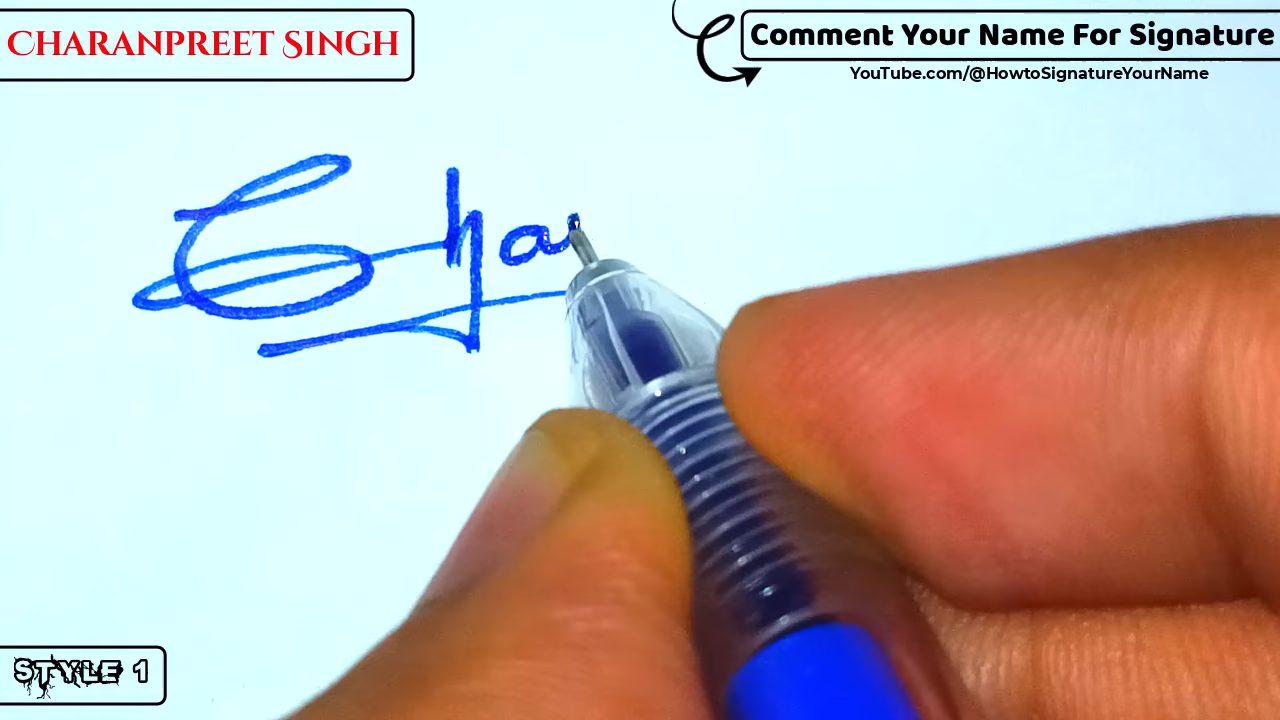 Charanpreet Singh
Comment Your Name For Signature
YouTube.com/@HowtoSignatureYourName
Cha
STYLE 1